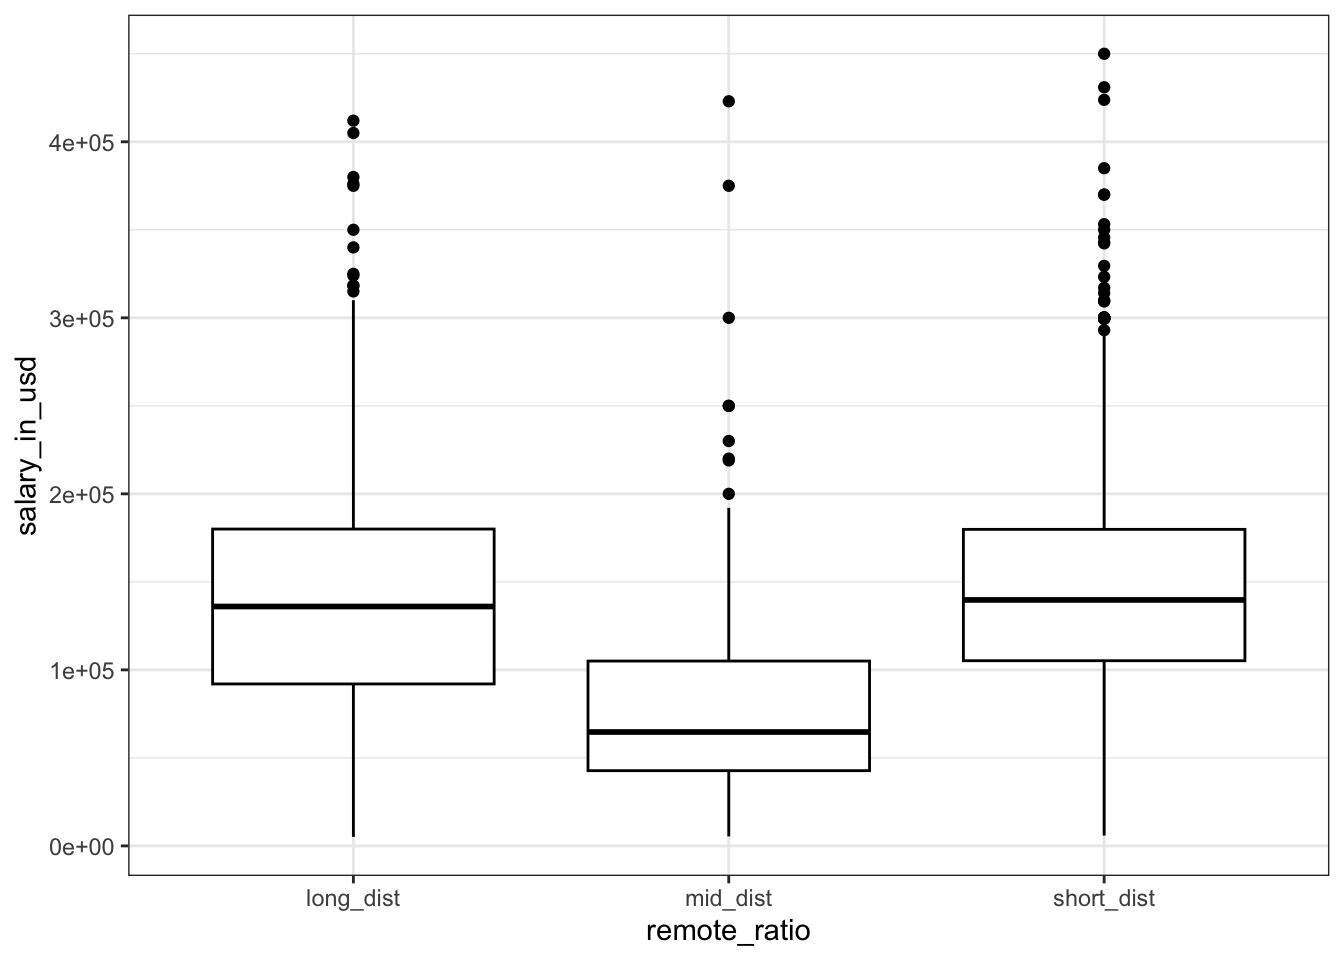 salary_in_usd
4e+05
3e+05
2e+05
1e+05
0e+00
long_dist
mid_dist
short_dist
remote_ratio